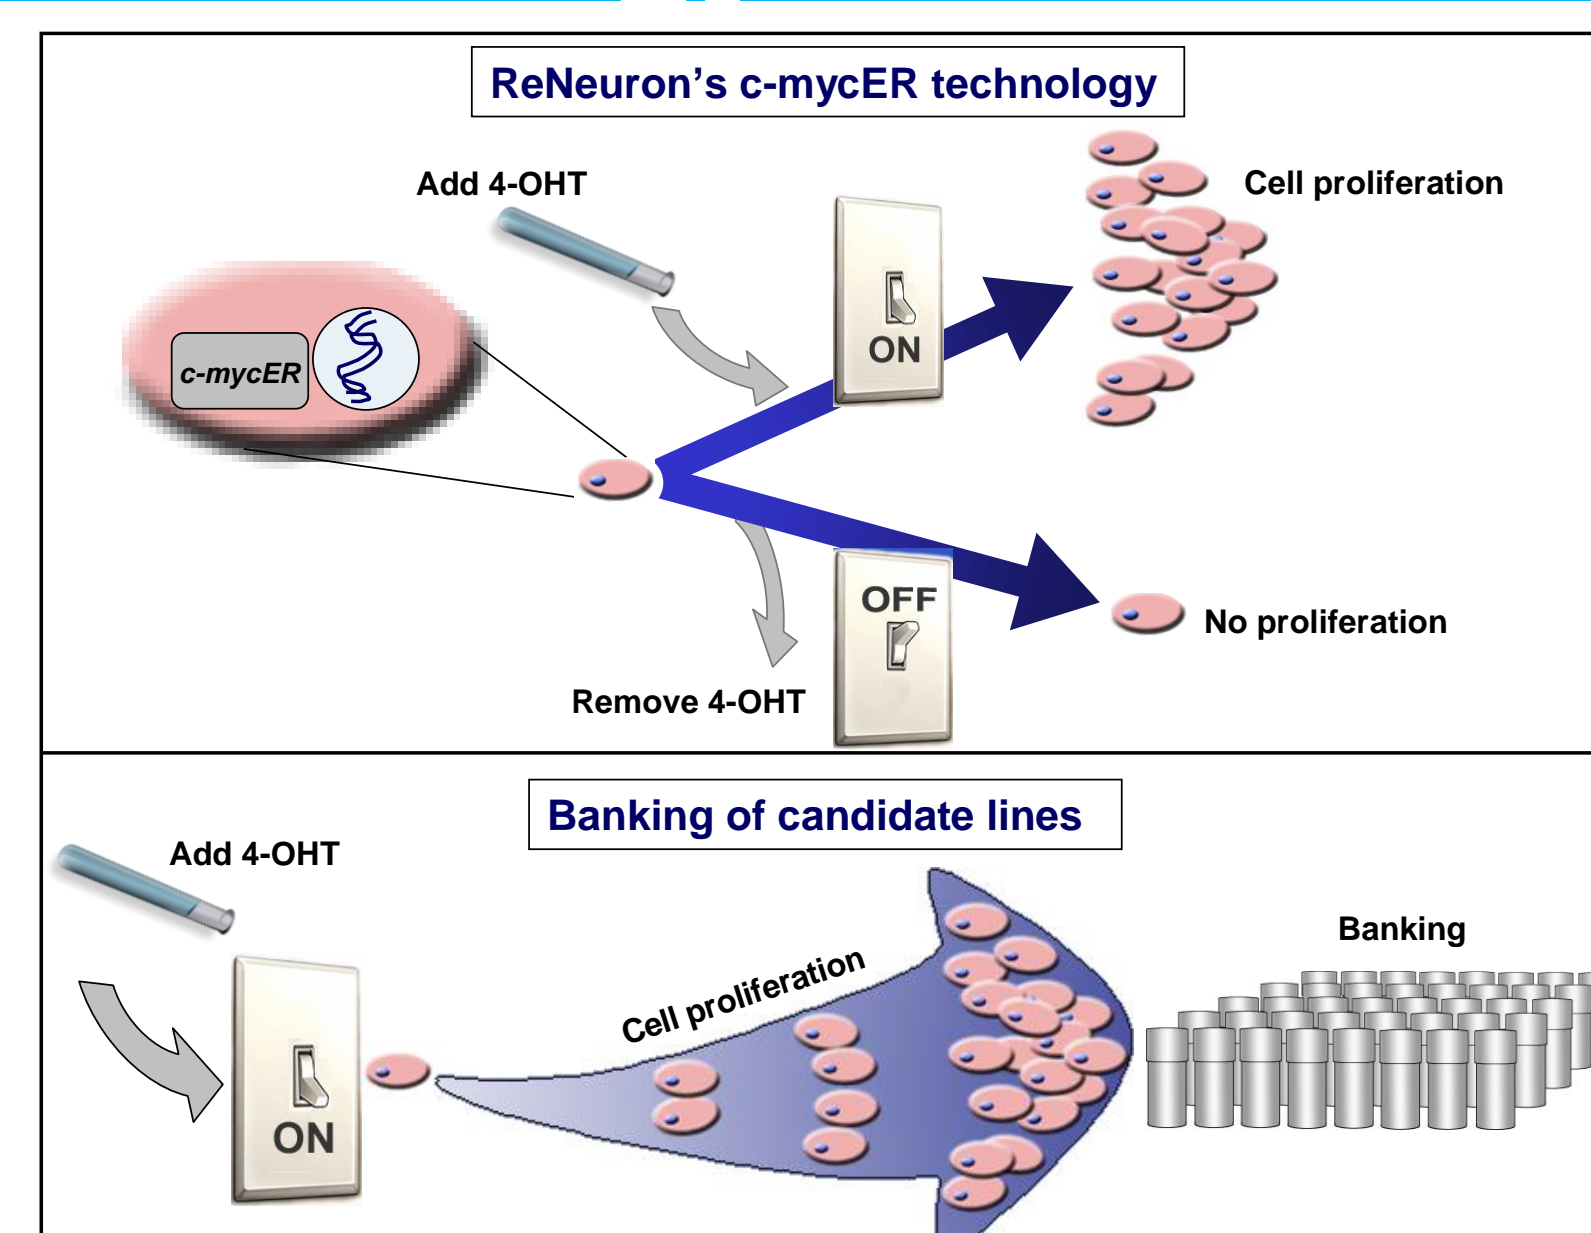 ReNeuron’s c-mycER technology
Add 4-OHT
Cell proliferation
ON
c-mycER
OFF
No proliferation
Remove 4-OHT
Banking of candidate lines
Add 4-OHT
Banking
Cell proliferation
ON